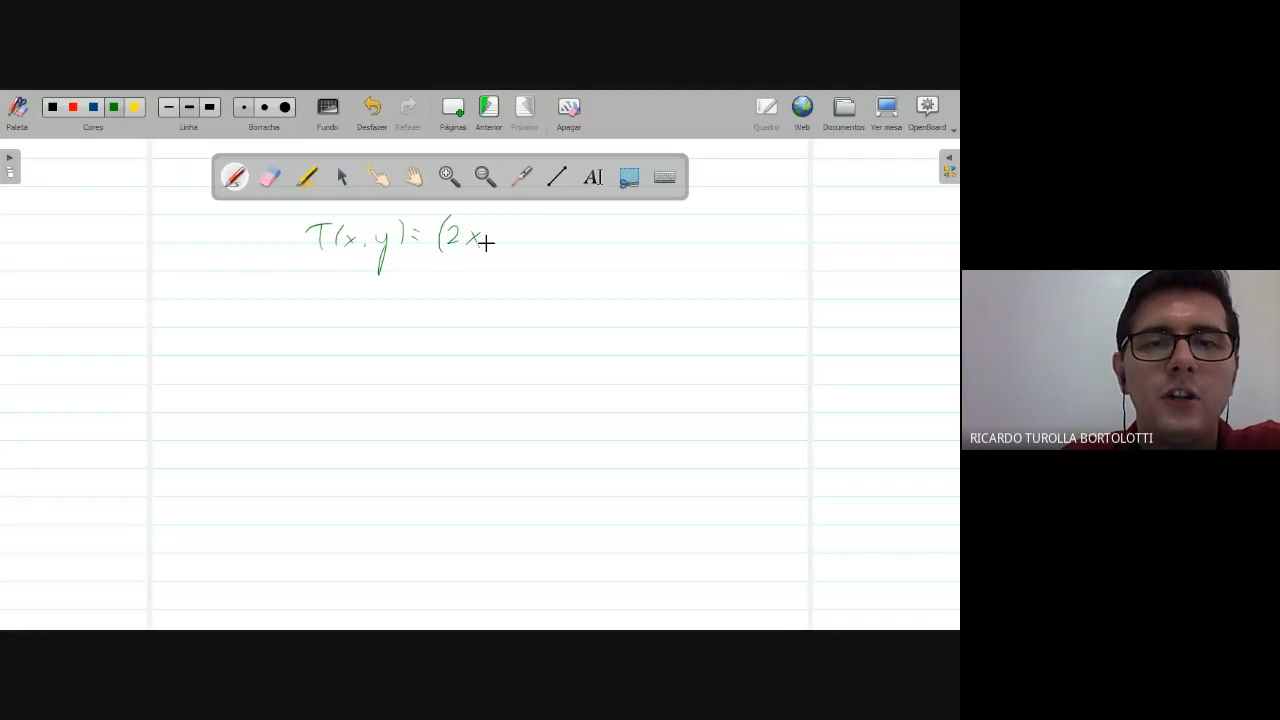 Paleta Cores Linha Borracha Fundo Desfazer Refazer Páginas Anterior Próximo Apagar Quadro Web Documentos Ver mesa OpenBoard
AI
T(x, y) = (2x
RICARDO TUROLLA BORTOLOTTI